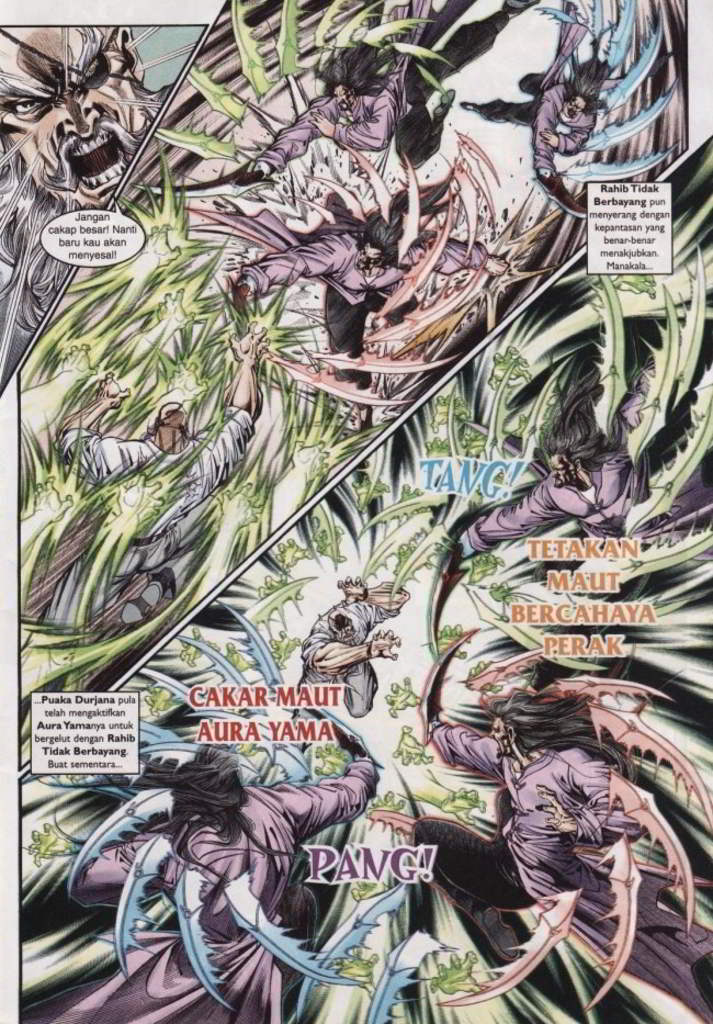 Jangan
cakap besar! Nanti
baru kau akan
menyesal!
Rahib Tidak
Berbayang pun
menyerang dengan
kepantasan yang
benar-benar
menakjubkan.
Manakala...
TANG!
TETAKAN
MAUT
BERCAHAYA
PERAK
...Puaka Durjana pula
telah mengaktifkan
Aura Yamanya untuk
bergelut dengan Rahib
Tidak Berbayang.
Buat sementara...
CAKAR MAUT
AURA YAMA
PANG!